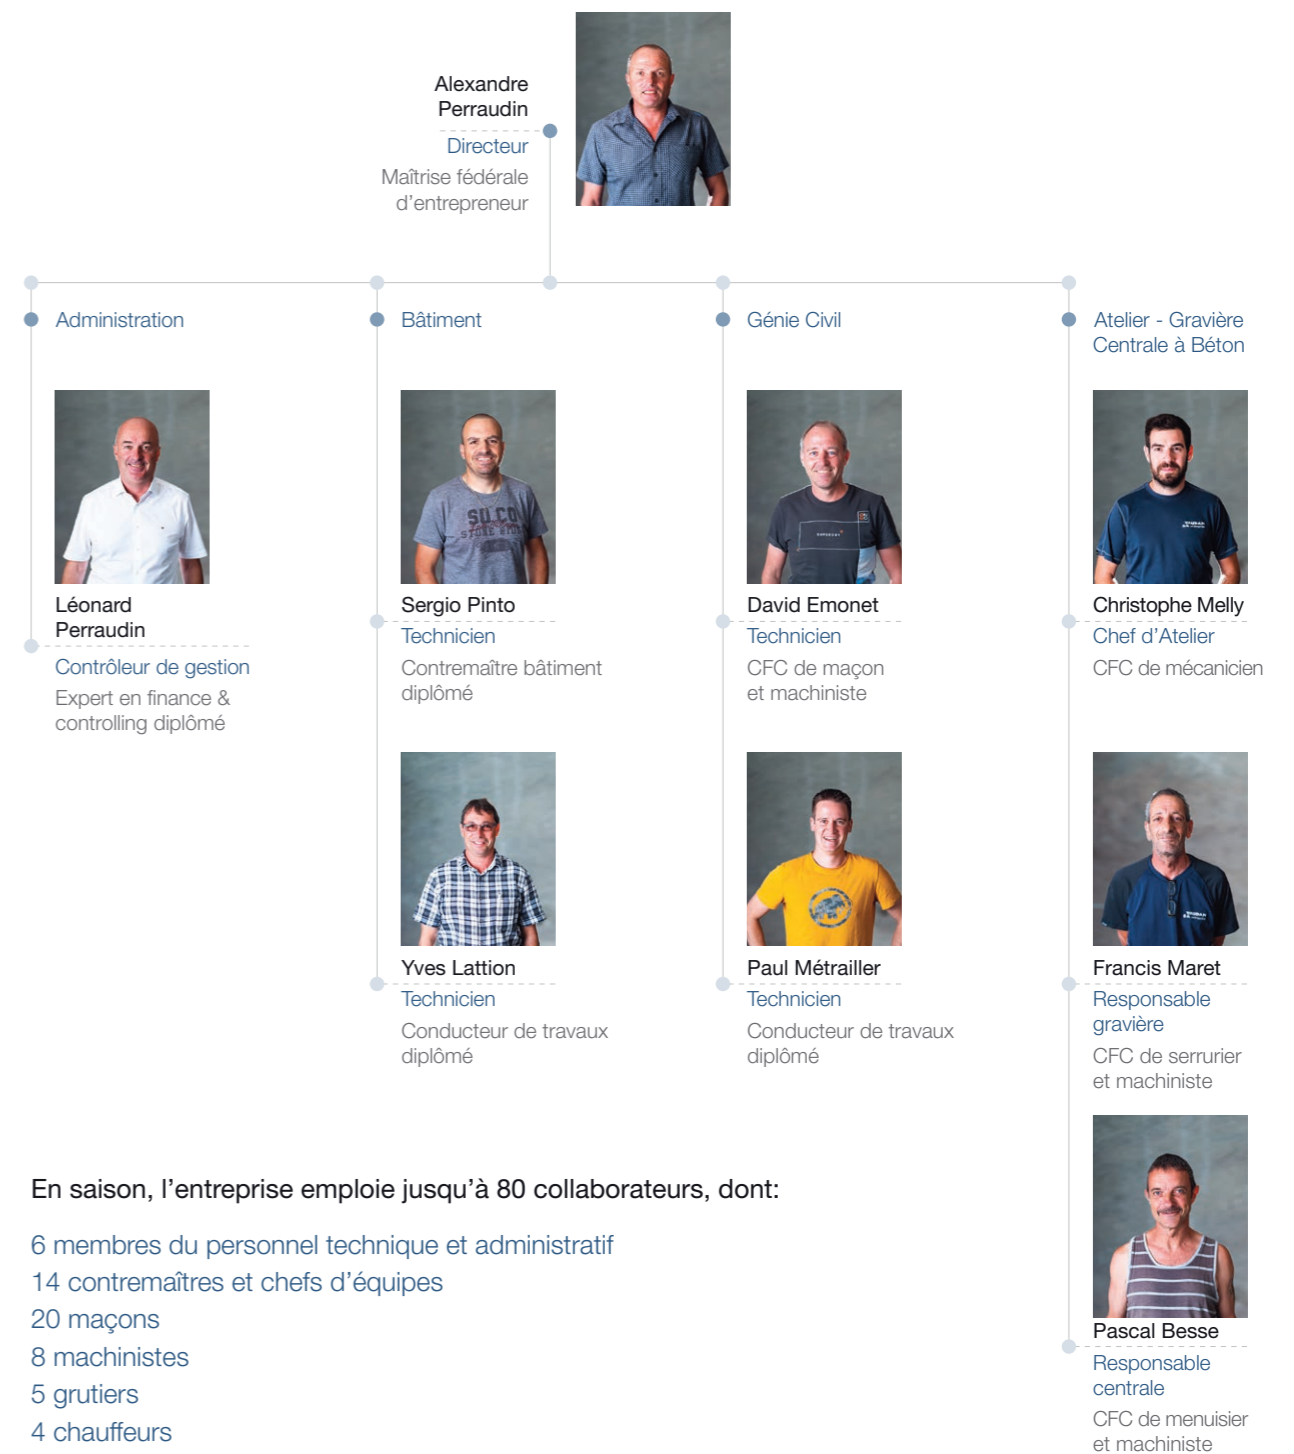 Alexandre
Perraudin
Directeur
Maîtrise fédérale
d’entrepreneur
Administration
Léonard
Perraudin
Contrôleur de gestion
Expert en finance &
controlling diplômé
Bâtiment
SO.CO
Sergio Pinto
Technicien
Contremaître bâtiment
diplômé
Yves Lattion
Technicien
Conducteur de travaux
diplômé
Génie Civil
David Emonet
Technicien
CFC de maçon
et machiniste
Paul Métrailler
Technicien
Conducteur de travaux
diplômé
Atelier - Gravière
Centrale à Béton
Christophe Melly
Chef d’Atelier
CFC de mécanicien
Francis Maret
Responsable
gravière
CFC de serrurier
et machiniste
Pascal Besse
Responsable
centrale
CFC de menuisier
et machiniste
En saison, l’entreprise emploie jusqu’à 80 collaborateurs, dont:
6 membres du personnel technique et administratif
14 contremaîtres et chefs d’équipes
20 maçons
8 machinistes
5 grutiers
4 chauffeurs